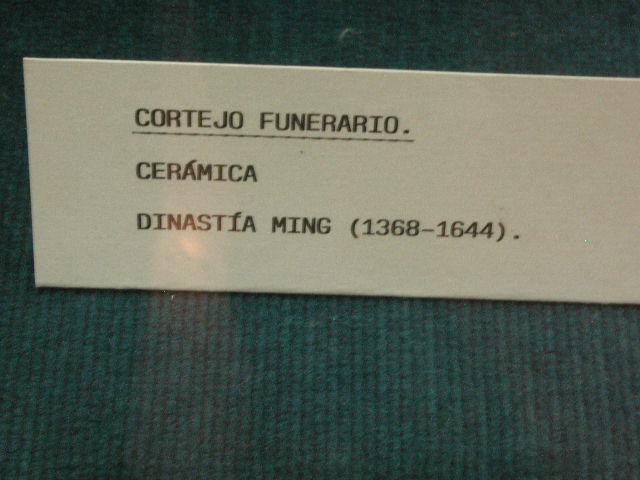 CORTEJO FUNERARIO.
CERÁMICA
DINASTÍA MING (1368-1644).